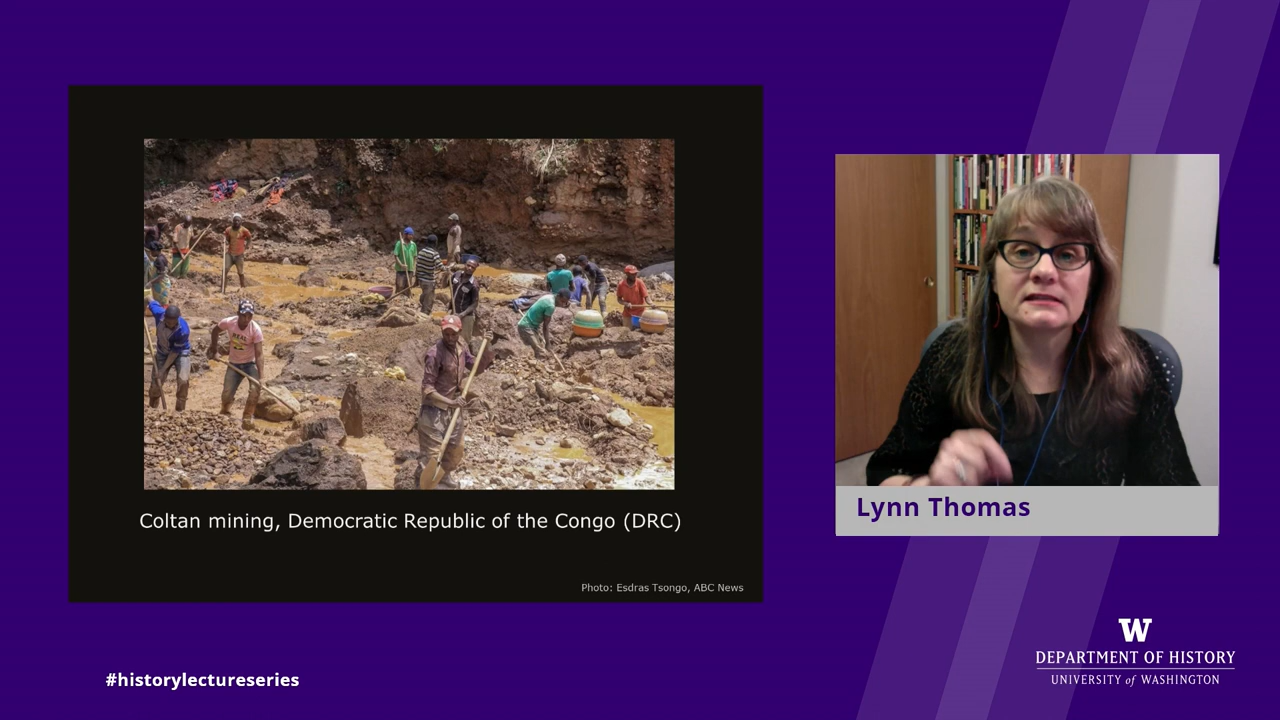 Coltan mining, Democratic Republic of the Congo (DRC)
Photo: Esdras Tsongo, ABC News
Lynn Thomas
#historylectureseries
W
DEPARTMENT OF HISTORY
UNIVERSITY of WASHINGTON